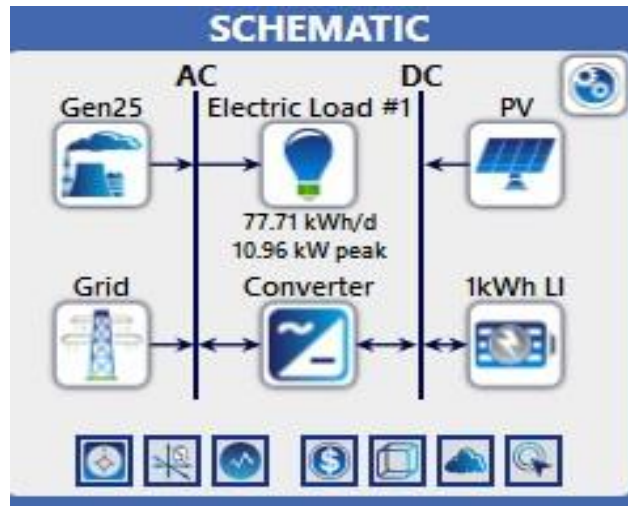 SCHEMATIC
AC DC
Gen25 Electric Load #1 PV
77.71 kWh/d
10.96 kW peak
Grid Converter 1kWh LI